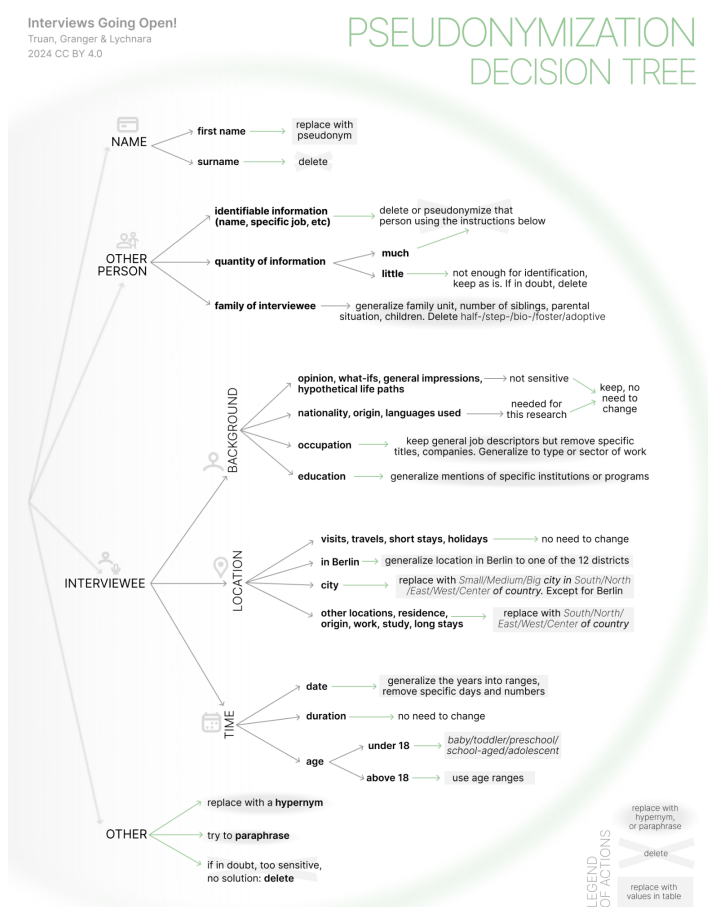 Interviews Going Open!
Truan, Granger & Lychnara
2024 CC BY 4.0
PSEUDONYMIZATION
DECISION TREE
NAME
first name
replace with
pseudonym
surname
delete
OTHER
PERSON
identifiable information
(name, specific job, etc)
delete or pseudonymize that
person using the instructions below
quantity of information
much
little
not enough for identification,
keep as is. If in doubt, delete
family of interviewee
generalize family unit, number of siblings, parental
situation, children. Delete half-/step-/bio-/foster/adoptive
INTERVIEWEE
BACKGROUND
opinion, what-ifs, general impressions,
hypothetical life paths
not sensitive
keep, no
need to
change
nationality, origin, languages used
needed for
this research
occupation
keep general job descriptors but remove specific
titles, companies. Generalize to type or sector of work
education
generalize mentions of specific institutions or programs
LOCATION
visits, travels, short stays, holidays
no need to change
in Berlin
generalize location in Berlin to one of the 12 districts
city
replace with Small/Medium/Big city in South/North
/East/West/Center of country. Except for Berlin
other locations, residence,
origin, work, study, long stays
replace with South/North/
East/West/Center of country
TIME
date
generalize the years into ranges,
remove specific days and numbers
duration
no need to change
age
under 18
baby/toddler/preschool/
school-aged/adolescent
above 18
use age ranges
OTHER
replace with a hypernym
try to paraphrase
if in doubt, too sensitive,
no solution: delete
LEGEND
OF ACTIONS
replace with
hypernym,
or paraphrase
delete
replace with
values in table